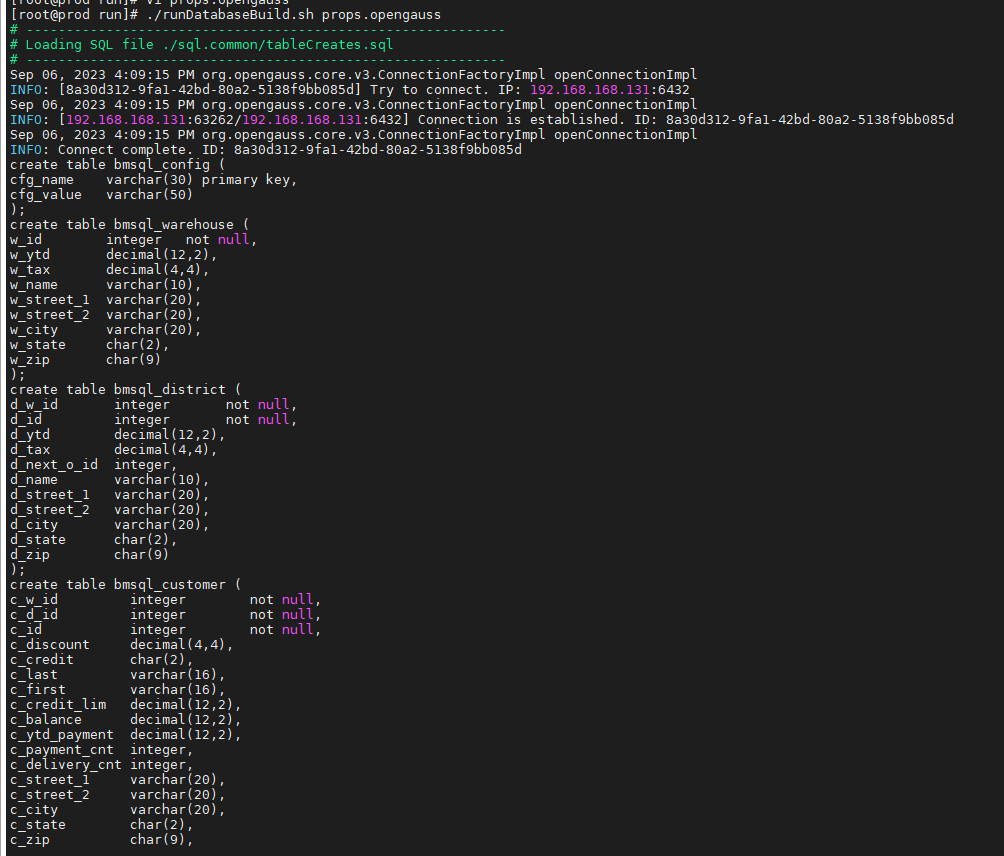 [root@prod run]# vi props.opengauss
[root@prod run]# ./runDatabaseBuild.sh props.opengauss
# ------------------------------------------------------------
# Loading SQL file ./sql.common/tableCreates.sql
# ------------------------------------------------------------
Sep 06, 2023 4:09:15 PM org.opengauss.core.v3.ConnectionFactoryImpl openConnectionImpl
INFO: [8a30d312-9fa1-42bd-80a2-5138f9bb085d] Try to connect. IP: 192.168.168.131:6432
Sep 06, 2023 4:09:15 PM org.opengauss.core.v3.ConnectionFactoryImpl openConnectionImpl
INFO: [192.168.168.131:63262/192.168.168.131:6432] Connection is established. ID: 8a30d312-9fa1-42bd-80a2-5138f9bb085d
Sep 06, 2023 4:09:15 PM org.opengauss.core.v3.ConnectionFactoryImpl openConnectionImpl
INFO: Connect complete. ID: 8a30d312-9fa1-42bd-80a2-5138f9bb085d
create table bmsql_config (
cfg_name    varchar(30) primary key,
cfg_value   varchar(50)
);
create table bmsql_warehouse (
w_id        integer   not null,
w_ytd       decimal(12,2),
w_tax       decimal(4,4),
w_name      varchar(10),
w_street_1  varchar(20),
w_street_2  varchar(20),
w_city      varchar(20),
w_state     char(2),
w_zip       char(9)
);
create table bmsql_district (
d_w_id       integer       not null,
d_id         integer       not null,
d_ytd        decimal(12,2),
d_tax        decimal(4,4),
d_next_o_id  integer,
d_name       varchar(10),
d_street_1   varchar(20),
d_street_2   varchar(20),
d_city       varchar(20),
d_state      char(2),
d_zip        char(9)
);
create table bmsql_customer (
c_w_id         integer        not null,
c_d_id         integer        not null,
c_id           integer        not null,
c_discount     decimal(4,4),
c_credit       char(2),
c_last         varchar(16),
c_first        varchar(16),
c_credit_lim   decimal(12,2),
c_balance      decimal(12,2),
c_ytd_payment  decimal(12,2),
c_payment_cnt  integer,
c_delivery_cnt integer,
c_street_1     varchar(20),
c_street_2     varchar(20),
c_city         varchar(20),
c_state        char(2),
c_zip          char(9),